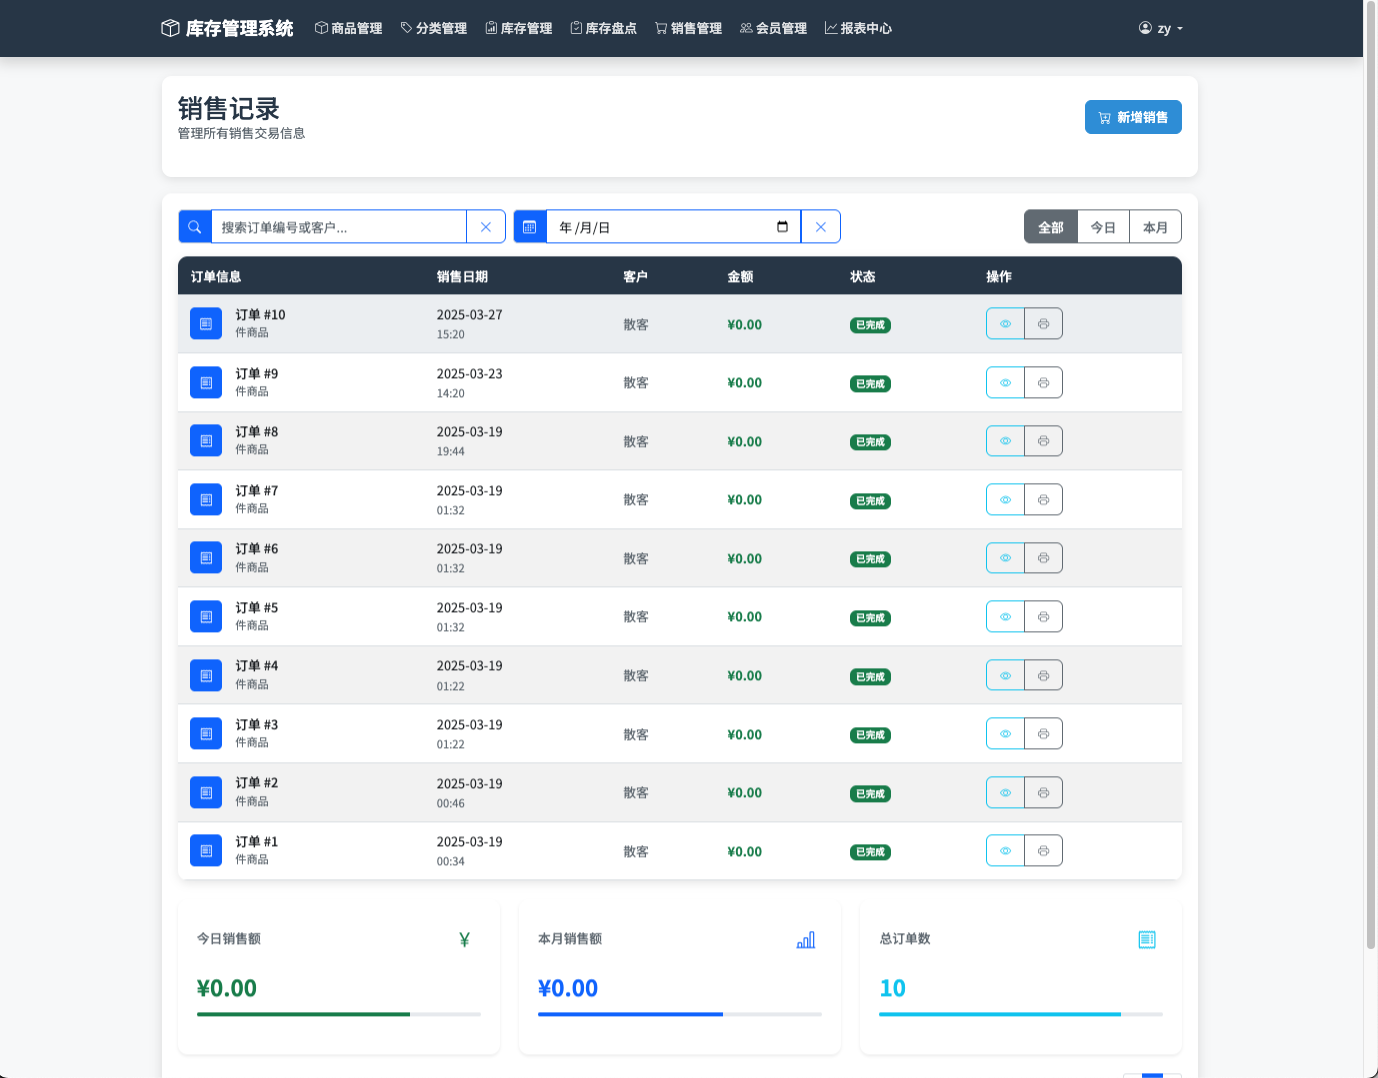 库存管理系统 商品管理 分类管理 库存管理 库存盘点 销售管理 会员管理 报表中心 zy
销售记录
管理所有销售交易信息
新增销售
搜索订单编号或客户... 年 /月/日 全部 今日 本月
订单信息 销售日期 客户 金额 状态 操作
订单 #10 2025-03-27
件商品 15:20 散客 ¥0.00 已完成
订单 #9 2025-03-23
件商品 14:20 散客 ¥0.00 已完成
订单 #8 2025-03-19
件商品 19:44 散客 ¥0.00 已完成
订单 #7 2025-03-19
件商品 01:32 散客 ¥0.00 已完成
订单 #6 2025-03-19
件商品 01:32 散客 ¥0.00 已完成
订单 #5 2025-03-19
件商品 01:32 散客 ¥0.00 已完成
订单 #4 2025-03-19
件商品 01:22 散客 ¥0.00 已完成
订单 #3 2025-03-19
件商品 01:22 散客 ¥0.00 已完成
订单 #2 2025-03-19
件商品 00:46 散客 ¥0.00 已完成
订单 #1 2025-03-19
件商品 00:34 散客 ¥0.00 已完成
今日销售额 ¥ 本月销售额 总订单数
¥0.00 ¥0.00 10